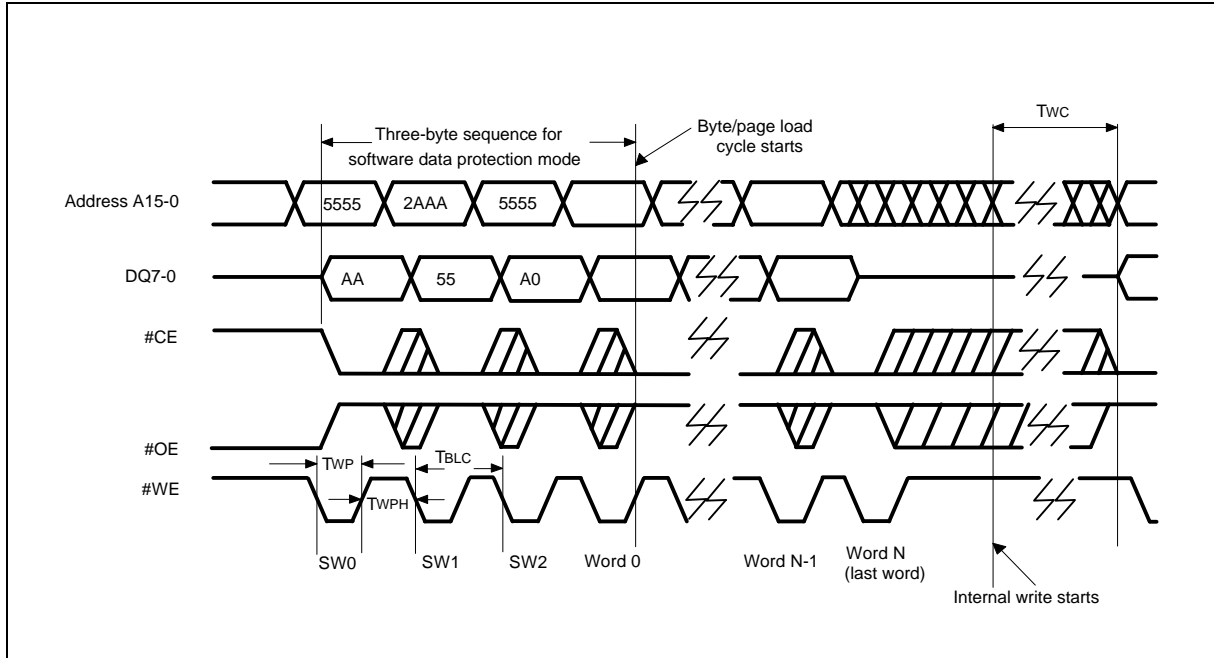 TWC
Three-byte sequence for
software data protection mode
Byte/page load
cycle starts
Address A15-0
5555
2AAA
5555
DQ7-0
AA
55
A0
#CE
#OE
TWP
TBLC
#WE
TWPH
SW0
SW1
SW2
Word 0
Word N-1
Word N
(last word)
Internal write starts